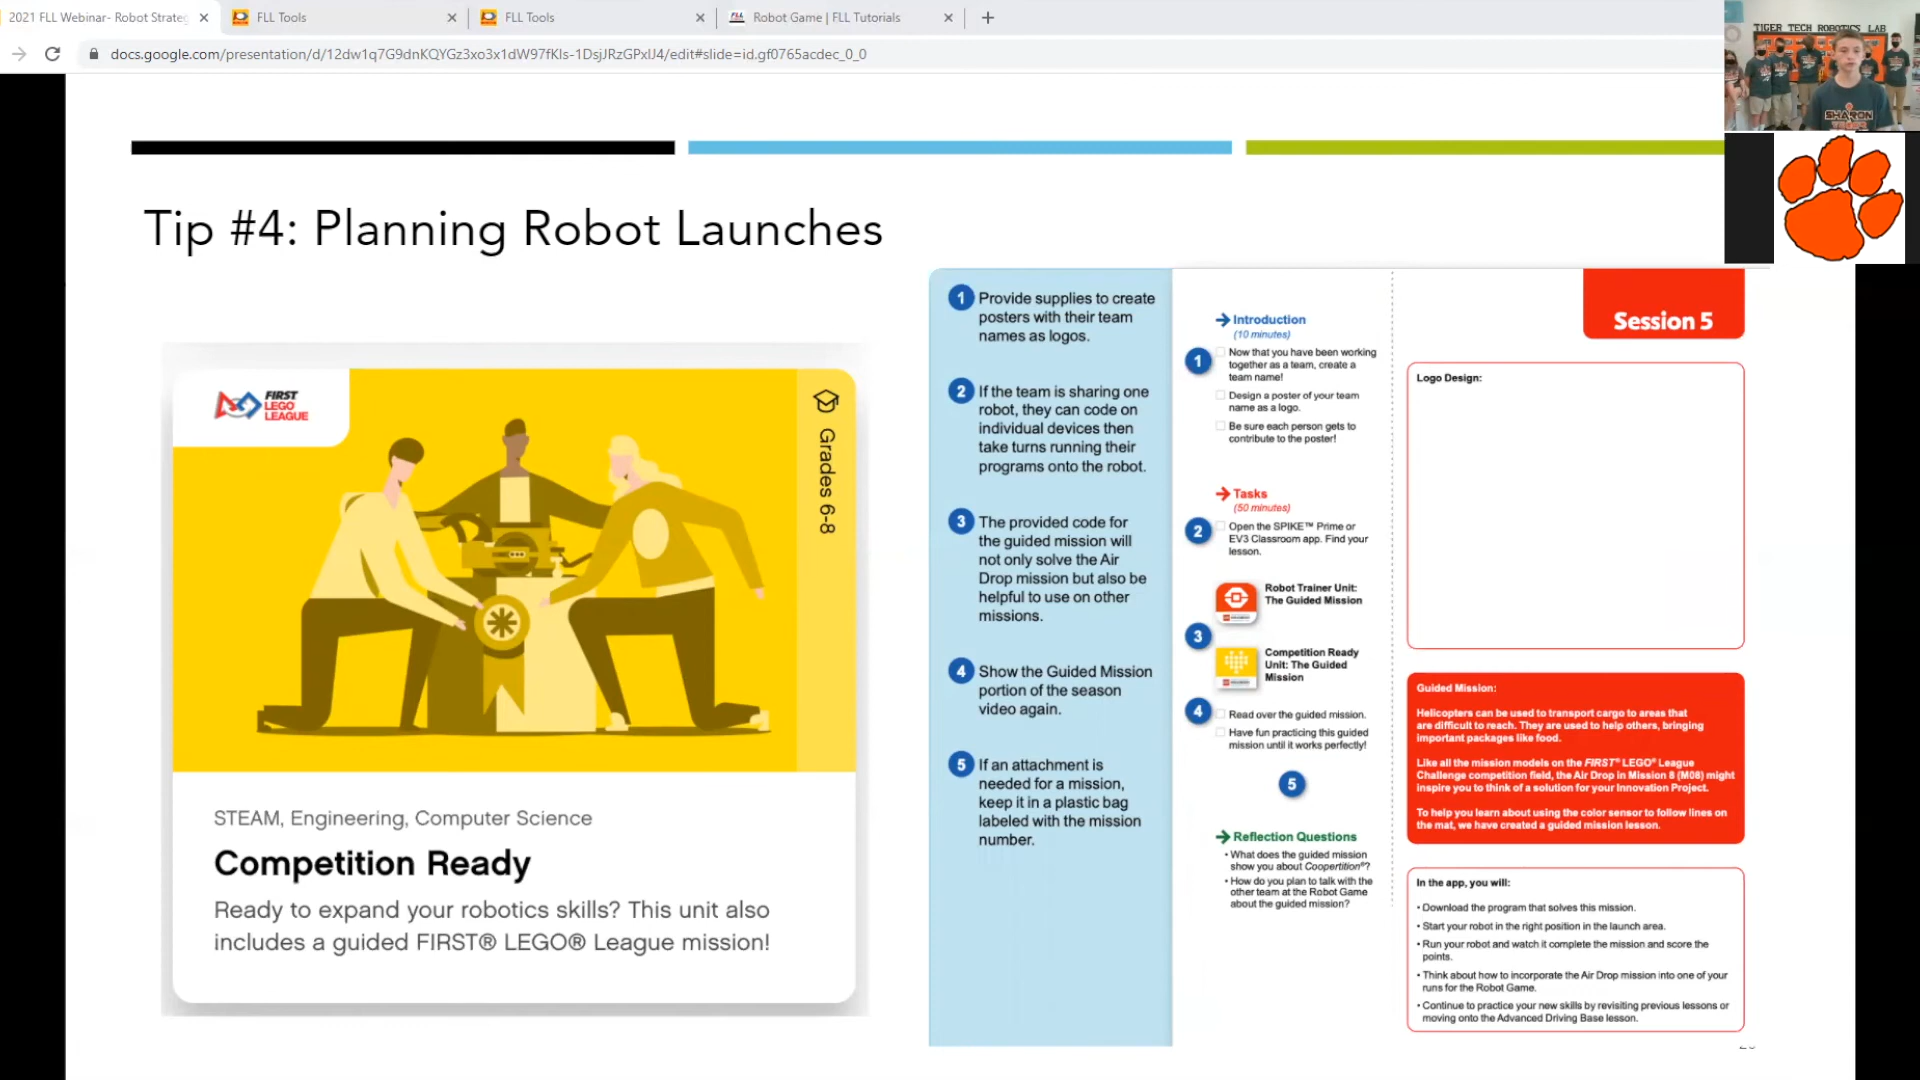 2021 FLL Webinar- Robot Strate
FLL Tools
FLL Tools
Robot Game | FLL Tutorials
docs.google.com/presentation/d/12dw1q7G9dnKQYGz3xo3x1dW97fKls-1DsjJRzGPxlJ4/edit#slide=id.gf0765acdec_0_0
TIGER TECH ROBOTICS LAB
SHARON
Tip #4: Planning Robot Launches
FIRST
LEGO
LEAGUE
Grades 6-8
STEAM, Engineering, Computer Science
Competition Ready
Ready to expand your robotics skills? This unit also
includes a guided FIRST® LEGO® League mission!
1 Provide supplies to create
posters with their team
names as logos.
2 If the team is sharing one
robot, they can code on
individual devices then
take turns running their
programs onto the robot.
3 The provided code for
the guided mission will
not only solve the Air
Drop mission but also be
helpful to use on other
missions.
4 Show the Guided Mission
portion of the season
video again.
5 If an attachment is
needed for a mission,
keep it in a plastic bag
labeled with the mission
number.
Introduction
(10 minutes)
1
Now that you have been working
together as a team, create a
team name!
Design a poster of your team
name as a logo.
Be sure each person gets to
contribute to the poster!
Tasks
(50 minutes)
2
Open the SPIKE™ Prime or
EV3 Classroom app. Find your
lesson.
Robot Trainer Unit:
The Guided Mission
3
Competition Ready
Unit: The Guided
Mission
4
Read over the guided mission.
Have fun practicing this guided
mission until it works perfectly!
5
Reflection Questions
• What does the guided mission
show you about Coopertition®?
• How do you plan to talk with the
other team at the Robot Game
about the guided mission?
Session 5
Logo Design:
Guided Mission:
Helicopters can be used to transport cargo to areas that
are difficult to reach. They are used to help others, bringing
important packages like food.
Like all the mission models on the FIRST® LEGO® League
Challenge competition field, the Air Drop in Mission 8 (M08) might
inspire you to think of a solution for your Innovation Project.
To help you learn about using the color sensor to follow lines on
the mat, we have created a guided mission lesson.
In the app, you will:
• Download the program that solves this mission.
• Start your robot in the right position in the launch area.
• Run your robot and watch it complete the mission and score the
points.
• Think about how to incorporate the Air Drop mission into one of your
runs for the Robot Game.
• Continue to practice your new skills by revisiting previous lessons or
moving onto the Advanced Driving Base lesson.